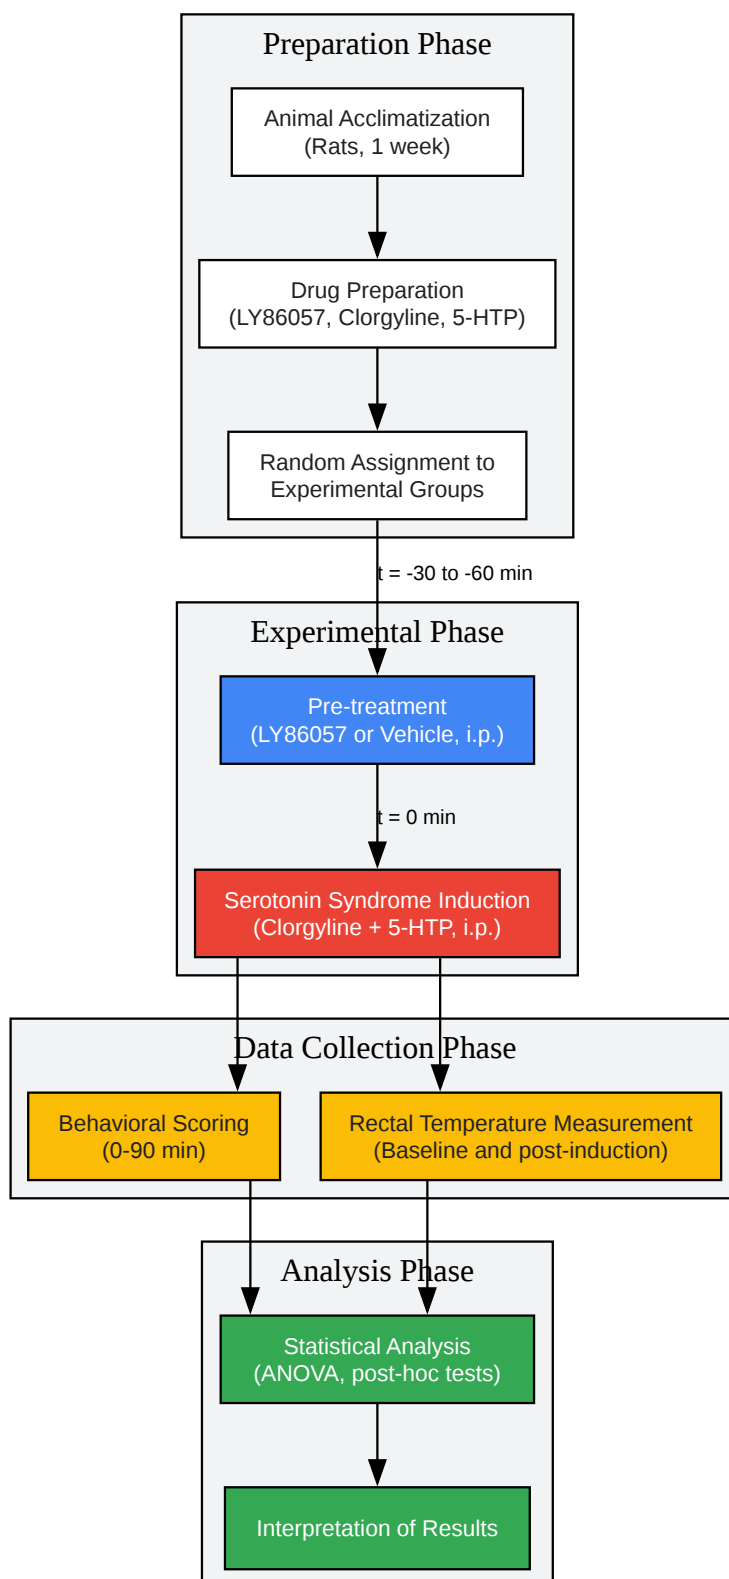 Preparation Phase
Animal Acclimatization
(Rats, 1 week)
Drug Preparation
(LY86057, Clorgyline, 5-HTP)
Random Assignment to
Experimental Groups
t = -30 to -60 min
Experimental Phase
Pre-treatment
(LY86057 or Vehicle, i.p.)
t = 0 min
Serotonin Syndrome Induction
(Clorgyline + 5-HTP, i.p.)
Data Collection Phase
Behavioral Scoring
(0-90 min)
Rectal Temperature Measurement
(Baseline and post-induction)
Analysis Phase
Statistical Analysis
(ANOVA, post-hoc tests)
Interpretation of Results